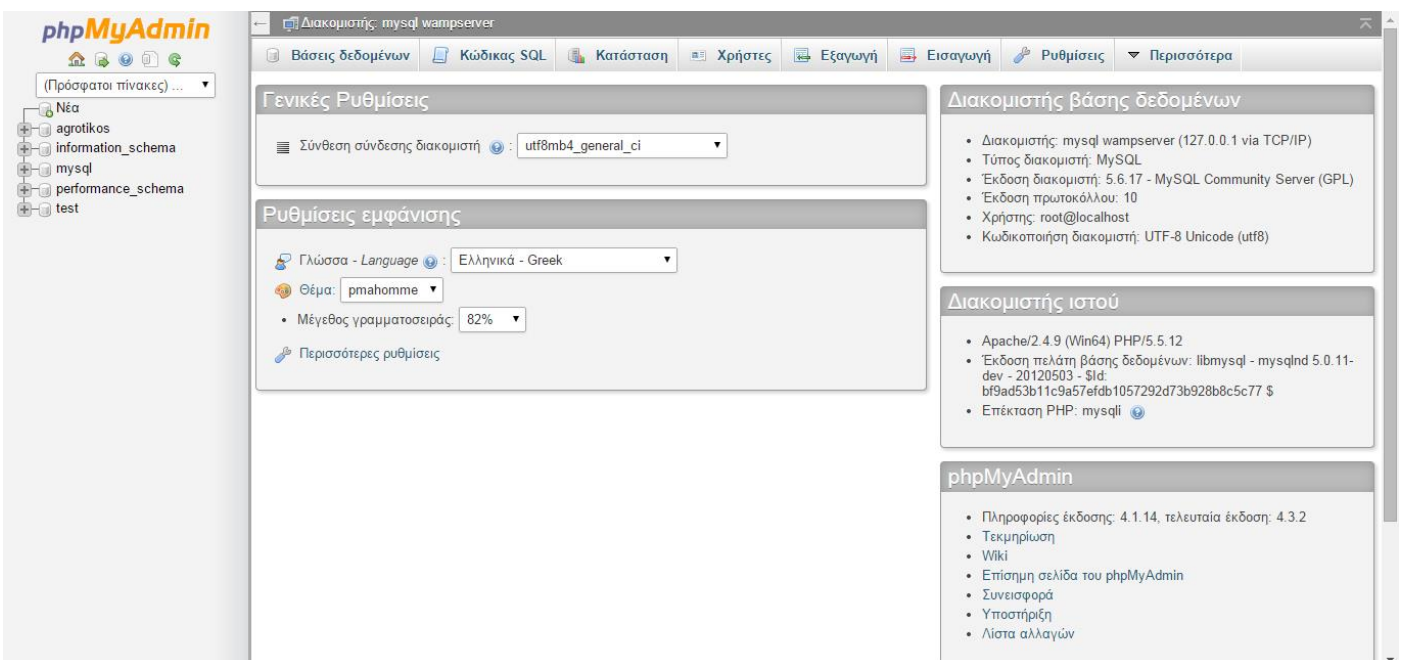 phpMyAdmin
(Πρόσφατοι πίνακες) ...
Νέα
agrotikos
information_schema
mysql
performance_schema
test
Διακομιστής: mysql wampserver
Βάσεις δεδομένων Κώδικας SQL Κατάσταση Χρήστες Εξαγωγή Εισαγωγή Ρυθμίσεις Περισσότερα
Γενικές Ρυθμίσεις
Σύνθεση σύνδεσης διακομιστή : utf8mb4_general_ci
Ρυθμίσεις εμφάνισης
Γλώσσα - Language : Ελληνικά - Greek
Θέμα: pmahomme
• Μέγεθος γραμματοσειράς: 82%
Περισσότερες ρυθμίσεις
Διακομιστής βάσης δεδομένων
• Διακομιστής: mysql wampserver (127.0.0.1 via TCP/IP)
• Τύπος διακομιστή: MySQL
• Έκδοση διακομιστή: 5.6.17 - MySQL Community Server (GPL)
• Έκδοση πρωτοκόλλου: 10
• Χρήστης: root@localhost
• Κωδικοποίηση διακομιστή: UTF-8 Unicode (utf8)
Διακομιστής ιστού
• Apache/2.4.9 (Win64) PHP/5.5.12
• Έκδοση πελάτη βάσης δεδομένων: libmysql - mysqlnd 5.0.11-
dev - 20120503 - $Id:
bf9ad53b11c9a57efdb1057292d73b928b8c5c77 $
• Επέκταση PHP: mysqli
phpMyAdmin
• Πληροφορίες έκδοσης: 4.1.14, τελευταία έκδοση: 4.3.2
• Τεκμηρίωση
• Wiki
• Επίσημη σελίδα του phpMyAdmin
• Συνεισφορά
• Υποστήριξη
• Λίστα αλλαγών